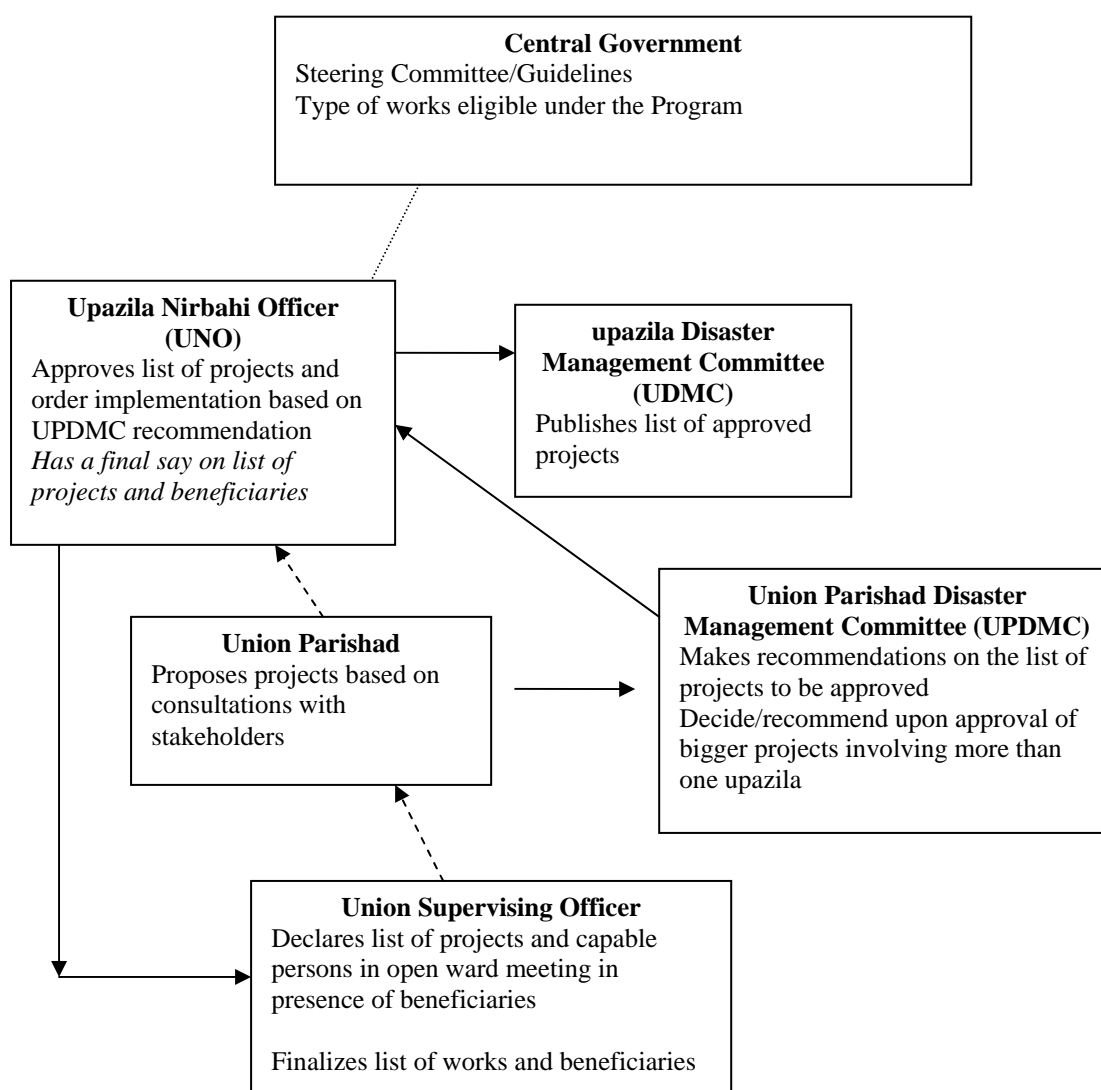 Central Government
Steering Committee/Guidelines
Type of works eligible under the Program
Upazila Nirbahi Officer
(UNO)
Approves list of projects and
order implementation based on
UPDMC recommendation
Has a final say on list of
projects and beneficiaries
upazila Disaster
Management Committee
(UDMC)
Publishes list of approved
projects
Union Parishad
Proposes projects based on
consultations with
stakeholders
Union Parishad Disaster
Management Committee (UPDMC)
Makes recommendations on the list of
projects to be approved
Decide/recommend upon approval of
bigger projects involving more than
one upazila
Union Supervising Officer
Declares list of projects and capable
persons in open ward meeting in
presence of beneficiaries
Finalizes list of works and beneficiaries